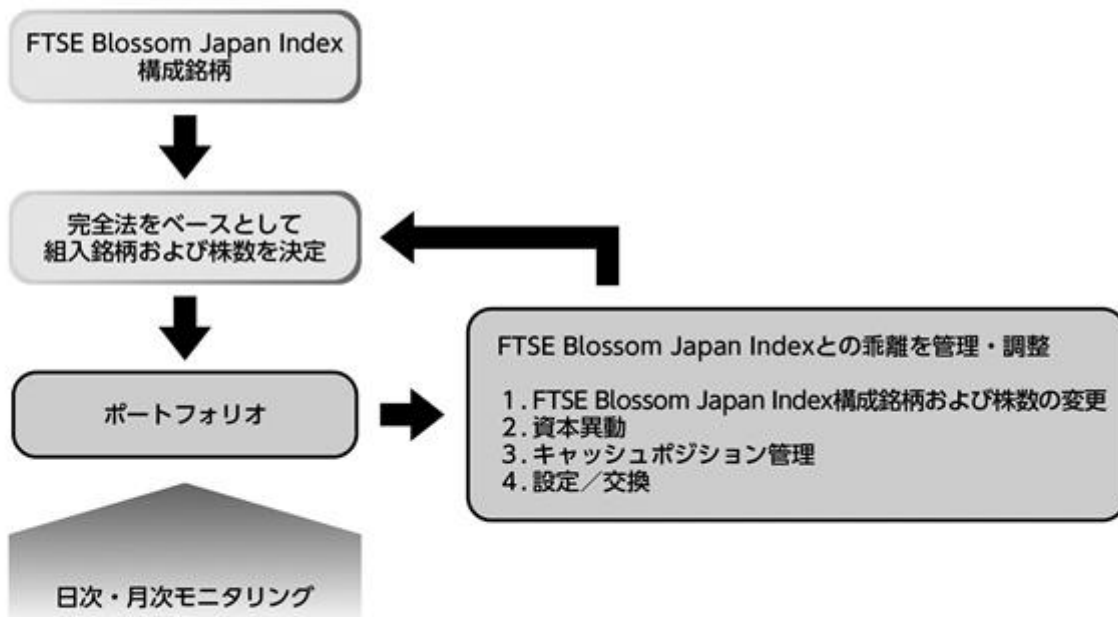 FTSE Blossom Japan Index
構成銘柄
完全法をベースとして
組入銘柄および株数を決定
ポートフォリオ
FTSE Blossom Japan Indexとの乖離を管理・調整
1. FTSE Blossom Japan Index構成銘柄および株数の変更
2. 資本異動
3. キャッシュポジション管理
4. 設定／交換
日次・月次モニタリング